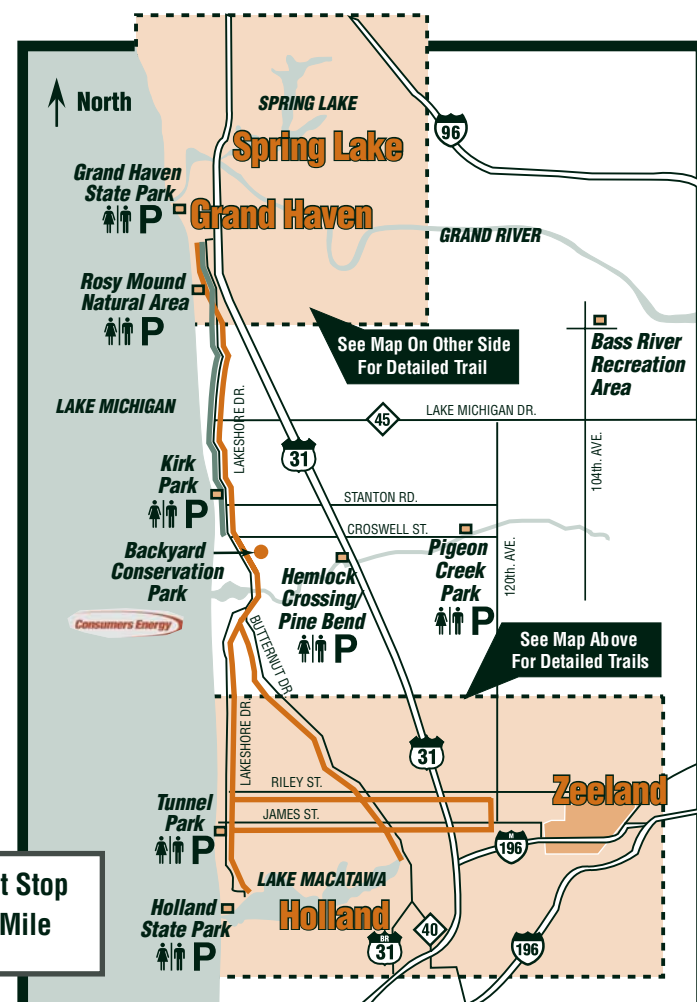 North
SPRING LAKE
Spring Lake
96
Grand Haven
State Park
P
Grand Haven
GRAND RIVER
Rosy Mound
Natural Area
P
See Map On Other Side
For Detailed Trail
Bass River
Recreation
Area
LAKE MICHIGAN
LAKESHORE DR.
45
LAKE MICHIGAN DR.
31
104th. AVE.
Kirk
Park
P
STANTON RD.
CROSWELL ST.
Backyard
Conservation
Park
Hemlock
Crossing/
Pine Bend
P
Pigeon
Creek
Park
P
120th. AVE.
Consumers Energy
BUTTERNUT DR.
See Map Above
For Detailed Trails
LAKESHORE DR.
31
Zeeland
RILEY ST.
JAMES ST.
Tunnel
Park
P
M
196
M
t Stop
Mile
LAKE MACATAWA
Holland
Holland
State Park
P
BR
31
40
196